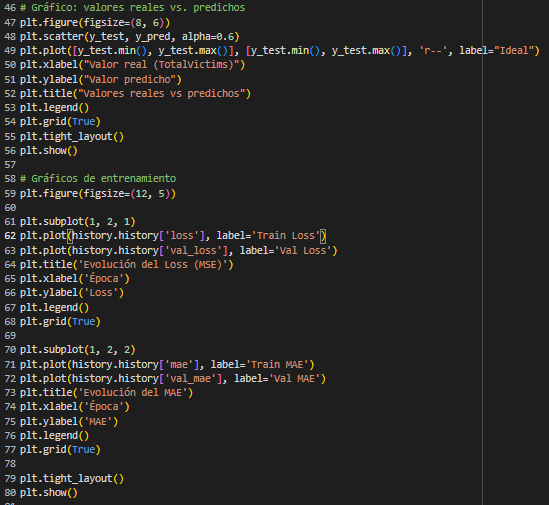 46 # Gráfico: valores reales vs. predichos
47 plt.figure(figsize=(8, 6))
48 plt.scatter(y_test, y_pred, alpha=0.6)
49 plt.plot([y_test.min(), y_test.max()], [y_test.min(), y_test.max()], 'r--', label="Ideal")
50 plt.xlabel("Valor real (TotalVictims)")
51 plt.ylabel("Valor predicho")
52 plt.title("Valores reales vs predichos")
53 plt.legend()
54 plt.grid(True)
55 plt.tight_layout()
56 plt.show()
57
58 # Gráficos de entrenamiento
59 plt.figure(figsize=(12, 5))
60
61 plt.subplot(1, 2, 1)
62 plt.plot(history.history['loss'], label='Train Loss')
63 plt.plot(history.history['val_loss'], label='Val Loss')
64 plt.title('Evolución del Loss (MSE)')
65 plt.xlabel('Época')
66 plt.ylabel('Loss')
67 plt.legend()
68 plt.grid(True)
69
70 plt.subplot(1, 2, 2)
71 plt.plot(history.history['mae'], label='Train MAE')
72 plt.plot(history.history['val_mae'], label='Val MAE')
73 plt.title('Evolución del MAE')
74 plt.xlabel('Época')
75 plt.ylabel('MAE')
76 plt.legend()
77 plt.grid(True)
78
79 plt.tight_layout()
80 plt.show()